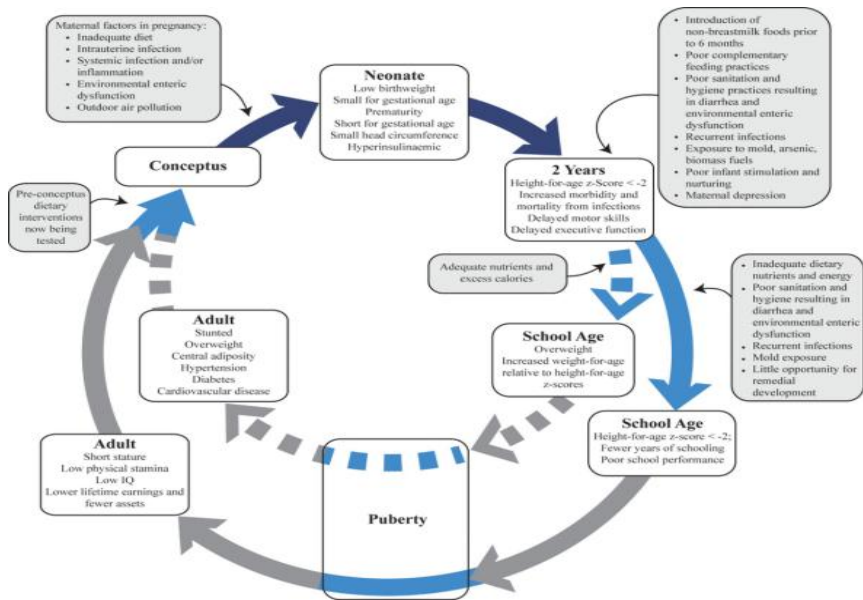 Maternal factors in pregnancy:
• Inadequate diet
• Intrauterine infection
• Systemic infection and/or
inflammation
• Environmental enteric
dysfunction
• Outdoor air pollution
Neonate
Low birthweight
Small for gestational age
Prematurity
Short for gestational age
Small head circumference
Hyperinsulinaemic
• Introduction of
non-breastmilk foods prior
to 6 months
• Poor complementary
feeding practices
• Poor sanitation and
hygiene practices resulting
in diarrhea and
environmental enteric
dysfunction
• Recurrent infections
• Exposure to mold, arsenic,
biomass fuels
• Poor infant stimulation and
nurturing
• Maternal depression
Conceptus
2 Years
Height-for-age z-Score < -2
Increased morbidity and
mortality from infections
Delayed motor skills
Delayed executive function
Pre-conceptus
dietary
interventions
now being
tested
Adequate nutrients and
excess calories
• Inadequate dietary
nutrients and energy
• Poor sanitation and
hygiene resulting in
diarrhea and
environmental enteric
dysfunction
• Recurrent infections
• Mold exposure
• Little opportunity for
remedial
development
Adult
Stunted
Overweight
Central adiposity
Hypertension
Diabetes
Cardiovascular disease
School Age
Overweight
Increased weight-for-age
relative to height-for-age
z-scores
School Age
Height-for-age z-score < -2;
Fewer years of schooling
Poor school performance
Adult
Short stature
Low physical stamina
Low IQ
Lower lifetime earnings and
fewer assets
Puberty